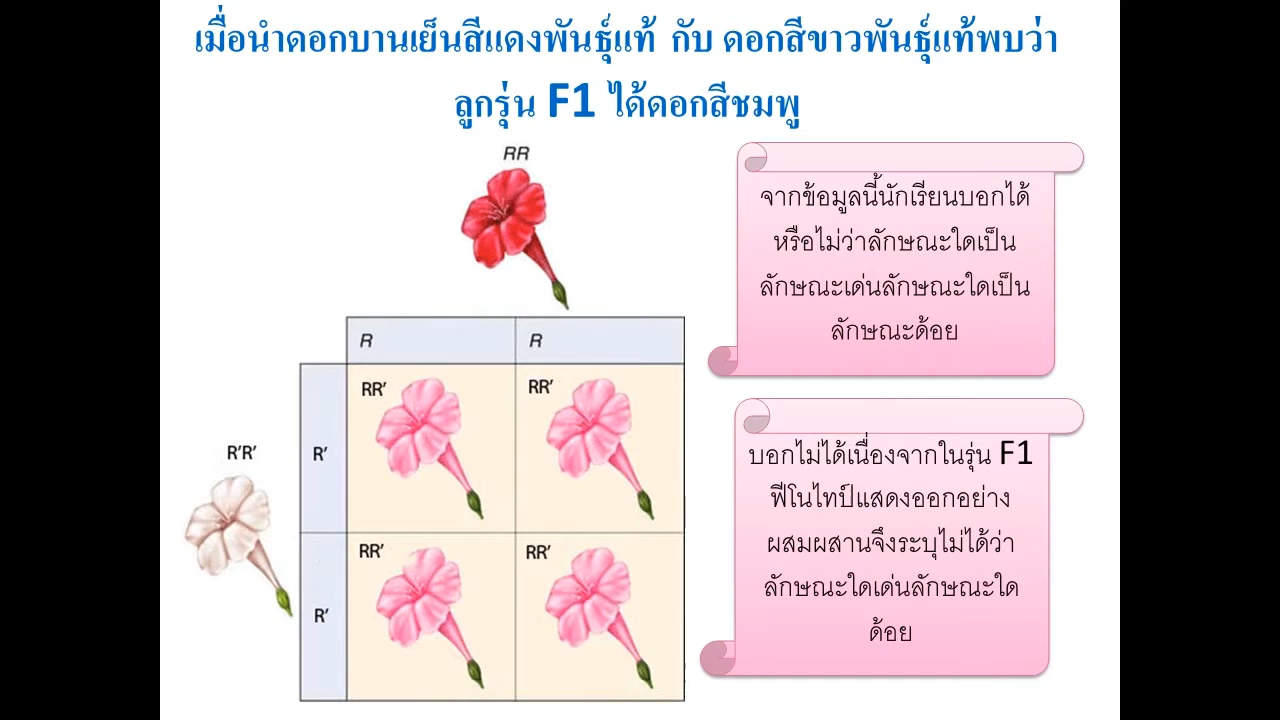 เมื่อนำดอกบานเย็นสีแดงพันธุ์แท้ กับ ดอกสีขาวพันธุ์แท้พบว่า
ลูกรุ่น F1 ได้ดอกสีชมพู
RR
จากข้อมูลนี้นักเรียนบอกได้
หรือไม่ว่าลักษณะใดเป็น
ลักษณะเด่นลักษณะใดเป็น
ลักษณะด้อย
R R
RR′ RR′
R′R′ R′
RR′ RR′
R′
บอกไม่ได้เนื่องจากในรุ่น F1
ฟีโนไทป์แสดงออกอย่าง
ผสมผสานจึงระบุไม่ได้ว่า
ลักษณะใดเด่นลักษณะใด
ด้อย